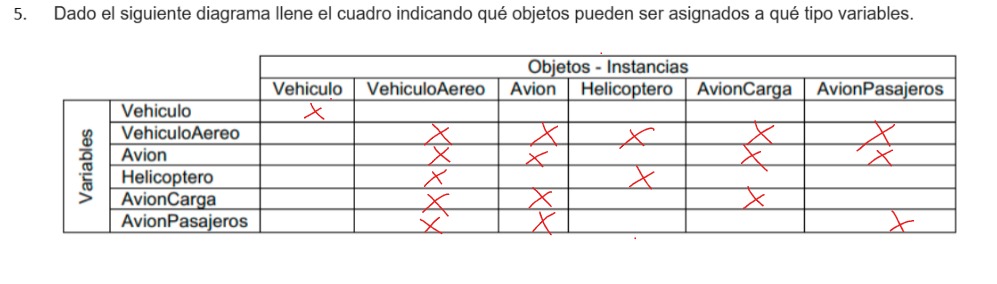 5. Dado el siguiente diagrama llene el cuadro indicando qué objetos pueden ser asignados a qué tipo variables.
Objetos - Instancias
Vehiculo VehiculoAereo Avion Helicoptero AvionCarga AvionPasajeros
Variables
Vehiculo X
VehiculoAereo X X X X X
Avion X X X X
Helicoptero X X
AvionCarga X X X
AvionPasajeros X X X